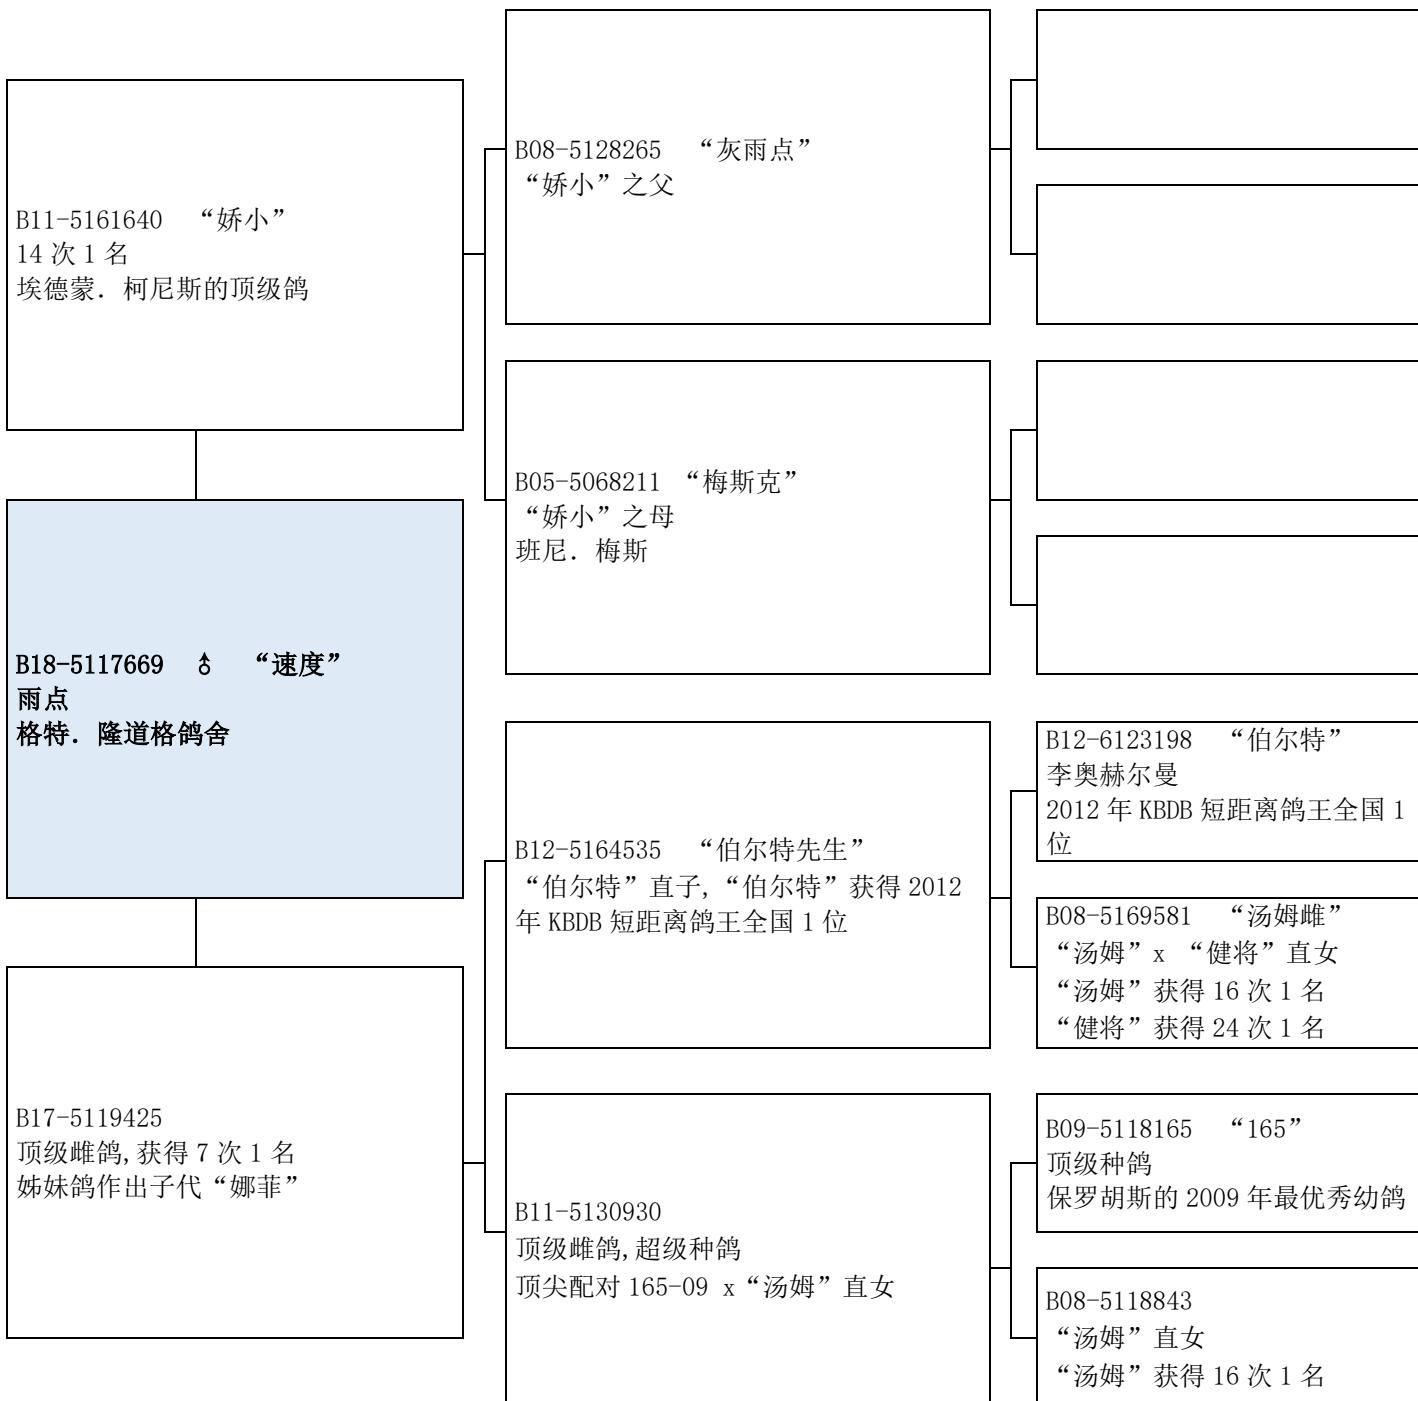 B11-5161640 “娇小”
14 次 1 名
埃德蒙．柯尼斯的顶级鸽
B18-5117669 ♁ “速度”
雨点
格特．隆道格鸽舍
B17-5119425
顶级雌鸽,获得 7 次 1 名
姊妹鸽作出子代“娜菲”
B08-5128265 “灰雨点”
“娇小”之父
B05-5068211 “梅斯克”
“娇小”之母
班尼．梅斯
B12-5164535 “伯尔特先生”
“伯尔特”直子,“伯尔特”获得 2012
年 KBDB 短距离鸽王全国 1 位
B11-5130930
顶级雌鸽,超级种鸽
顶尖配对 165-09 x“汤姆”直女
B12-6123198 “伯尔特”
李奥赫尔曼
2012 年 KBDB 短距离鸽王全国 1
位
B08-5169581 “汤姆雌”
“汤姆”x “健将”直女
“汤姆”获得 16 次 1 名
“健将”获得 24 次 1 名
B09-5118165 “165”
顶级种鸽
保罗胡斯的 2009 年最优秀幼鸽
B08-5118843
“汤姆”直女
“汤姆”获得 16 次 1 名